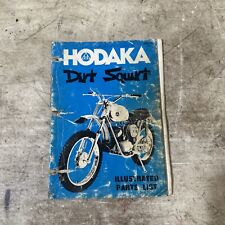 HODAKA
Dirt Squirt
ILLUSTRATED
PARTS LIST